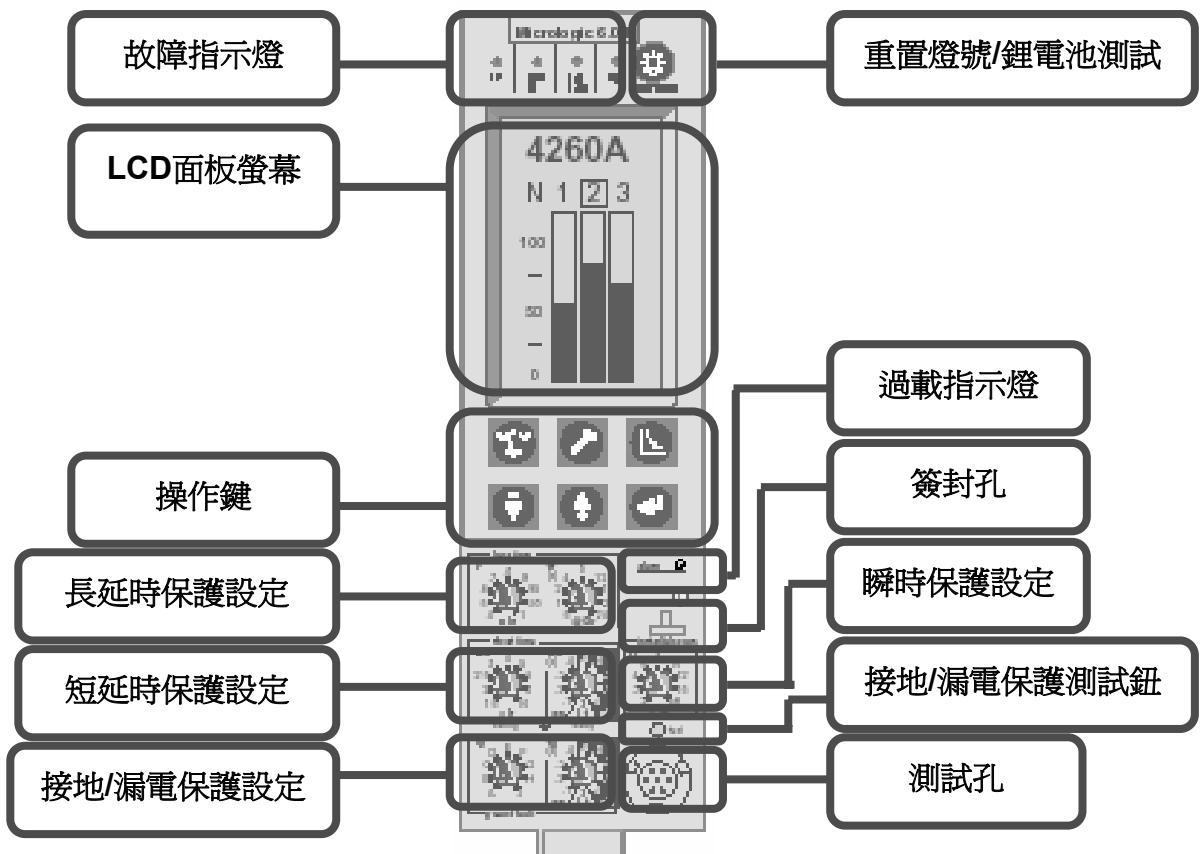 故障指示燈
Micrologic 6.0
重置燈號/鋰電池測試
LCD面板螢幕
4260A
N 1 2 3
100
50
0
過載指示燈
操作鍵
簽封孔
長延時保護設定
瞬時保護設定
短延時保護設定
接地/漏電保護測試鈕
接地/漏電保護設定
測試孔